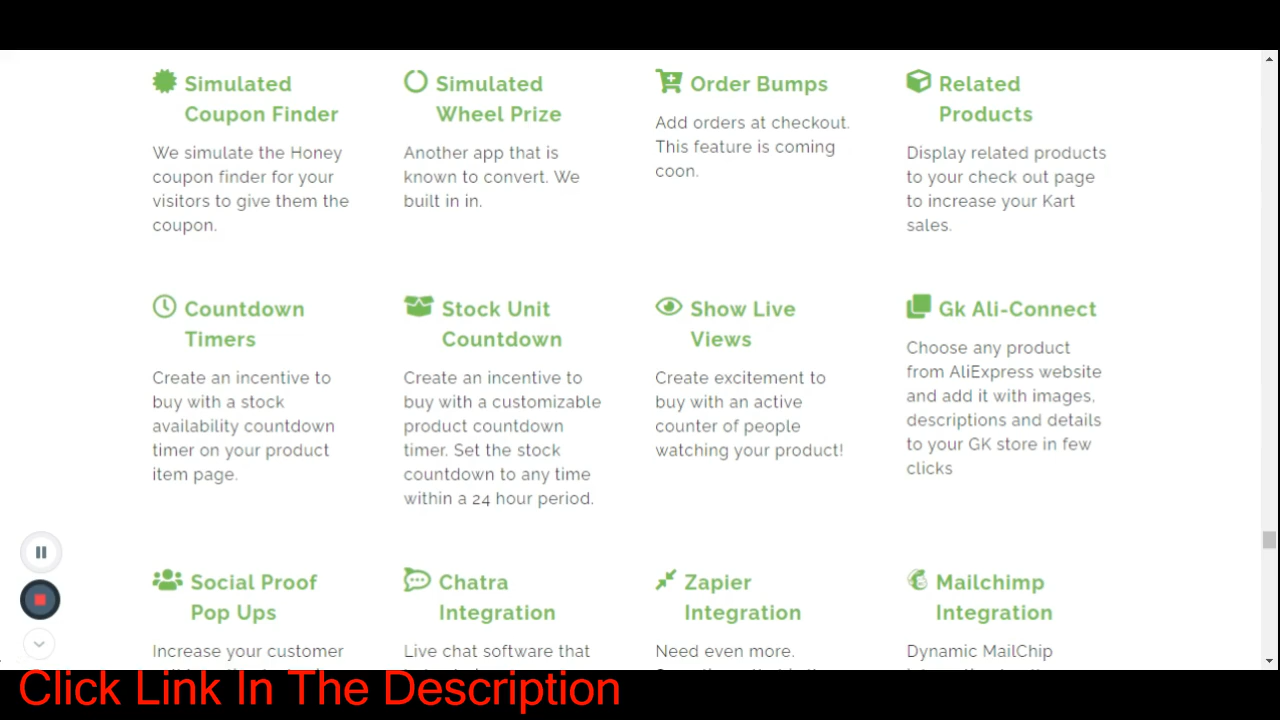 Simulated
Coupon Finder
We simulate the Honey
coupon finder for your
visitors to give them the
coupon.
Simulated
Wheel Prize
Another app that is
known to convert. We
built in in.
Order Bumps
Add orders at checkout.
This feature is coming
coon.
Related
Products
Display related products
to your check out page
to increase your Kart
sales.
Countdown
Timers
Create an incentive to
buy with a stock
availability countdown
timer on your product
item page.
Stock Unit
Countdown
Create an incentive to
buy with a customizable
product countdown
timer. Set the stock
countdown to any time
within a 24 hour period.
Show Live
Views
Create excitement to
buy with an active
counter of people
watching your product!
Gk Ali-Connect
Choose any product
from AliExpress website
and add it with images,
descriptions and details
to your GK store in few
clicks
Social Proof
Pop Ups
Increase your customer
Chatra
Integration
Live chat software that
Zapier
Integration
Need even more.
Mailchimp
Integration
Dynamic MailChip
Click Link In The Description